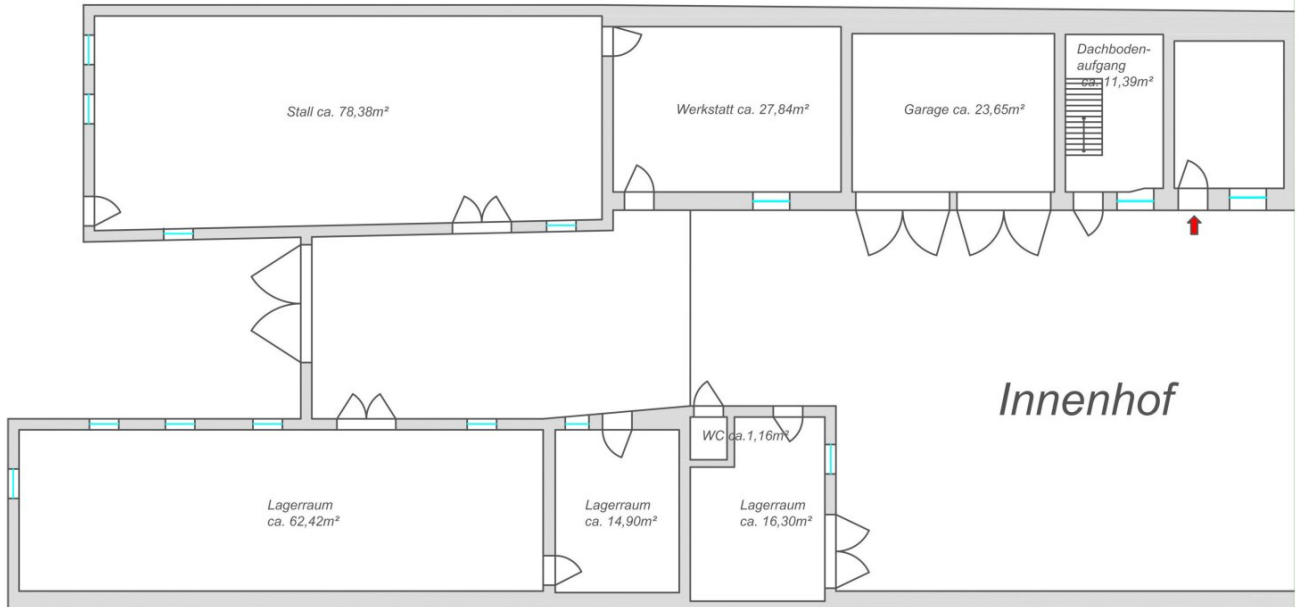 Stall ca. 78,38m²
Werkstatt ca. 27,84m²
Garage ca. 23,65m²
Dachboden-
aufgang
ca. 11,39m²
Innenhof
WC ca.1,16m²
Lagerraum
ca. 62,42m²
Lagerraum
ca. 14,90m²
Lagerraum
ca. 16,30m²